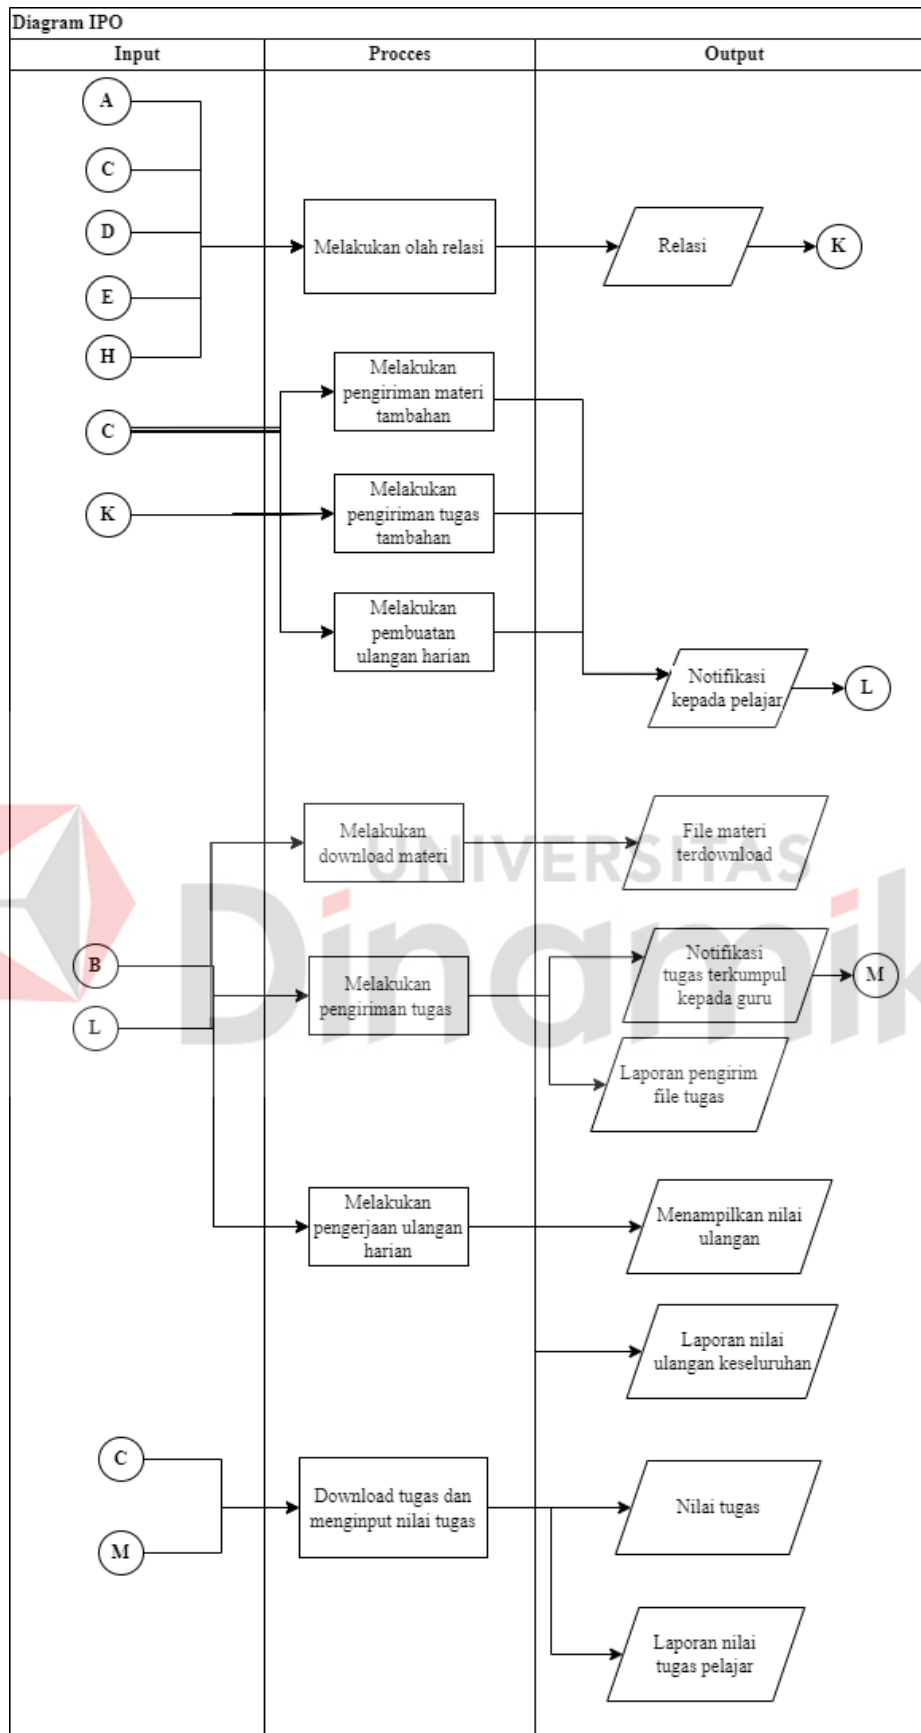 Diagram IPO
Input
Procces
Output
A
C
D
E
H
Melakukan olah relasi
Relasi
K
C
K
Melakukan
pengiriman materi
tambahan
Melakukan
pengiriman tugas
tambahan
Melakukan
pembuatan
ulangan harian
Notifikasi
kepada pelajar
L
B
L
Melakukan
download materi
File materi
terdownload
Melakukan
pengiriman tugas
Notifikasi
tugas terkumpul
kepada guru
M
Laporan pengirim
file tugas
Melakukan
pengerjaan ulangan
harian
Menampilkan nilai
ulangan
Laporan nilai
ulangan keseluruhan
C
M
Download tugas dan
menginput nilai tugas
Nilai tugas
Laporan nilai
tugas pelajar
UNIVERSITAS
Dinamik